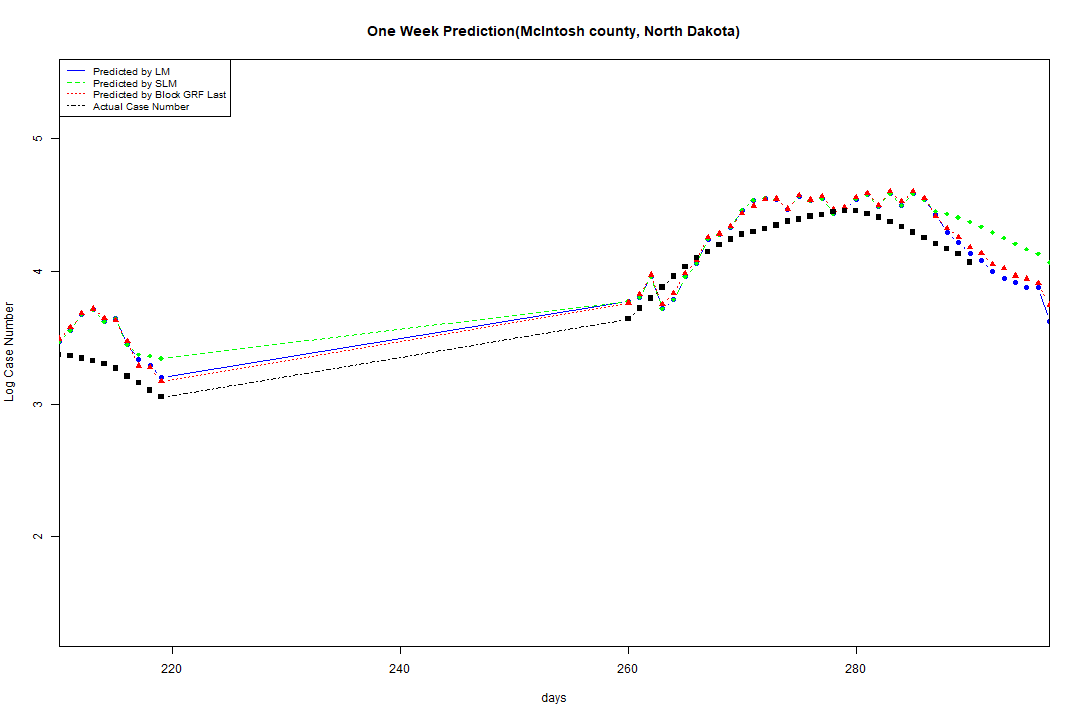 One Week Prediction(McIntosh county, North Dakota)
Predicted by LM
Predicted by SLM
Predicted by Block GRF Last
Actual Case Number
5
4
3
2
Log Case Number
220 240 260 280
days